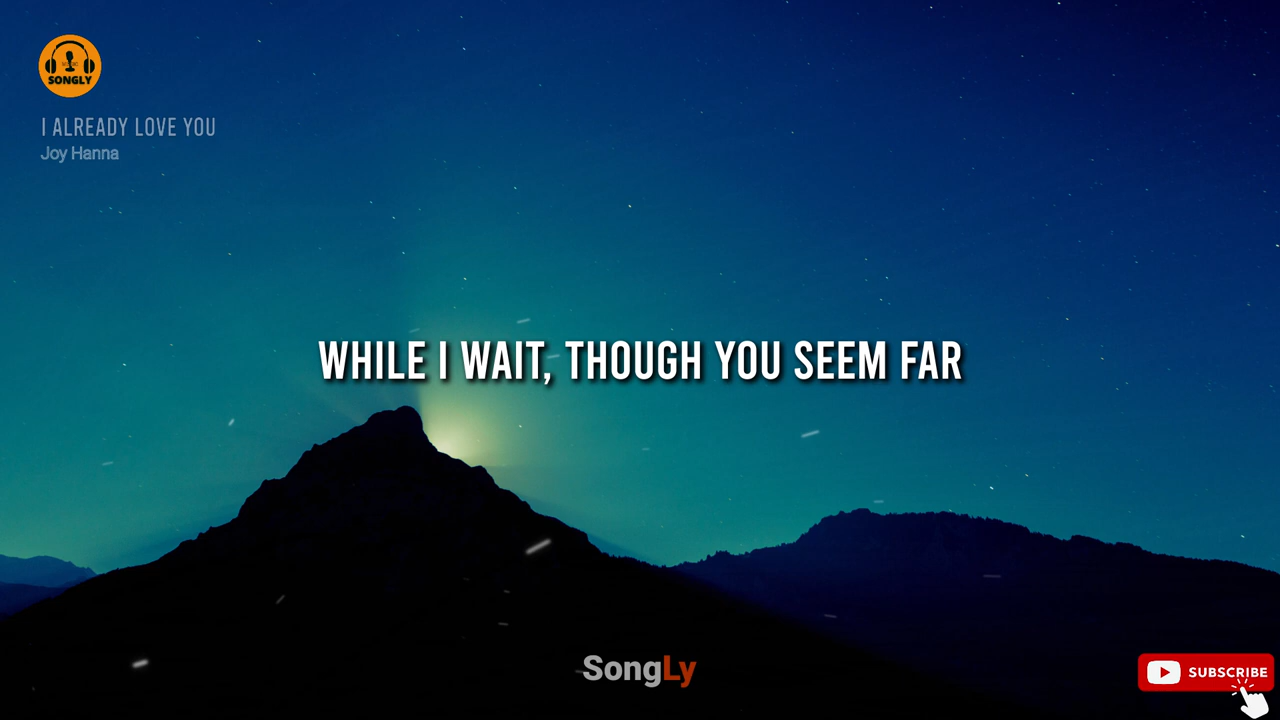 SONGLY
I ALREADY LOVE YOU
Joy Hanna
WHILE I WAIT, THOUGH YOU SEEM FAR
SongLy
SUBSCRIBE